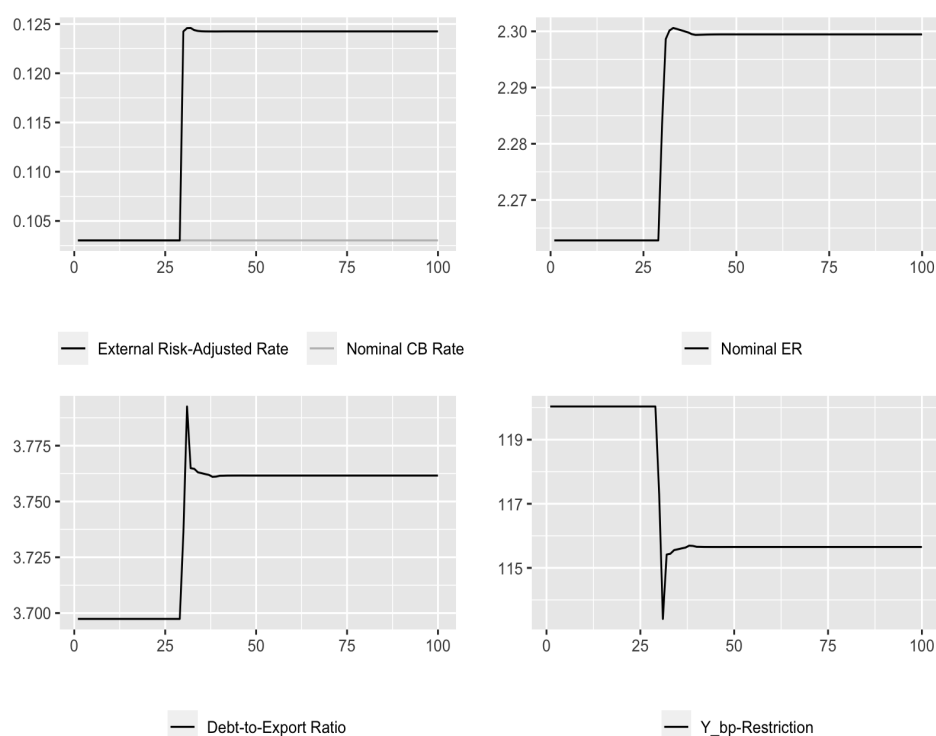 0.125
0.120
0.115
0.110
0.105
0 25 50 75 100
External Risk-Adjusted Rate Nominal CB Rate
2.30
2.29
2.28
2.27
0 25 50 75 100
Nominal ER
3.775
3.750
3.725
3.700
0 25 50 75 100
Debt-to-Export Ratio
119
117
115
0 25 50 75 100
Y_bp-Restriction